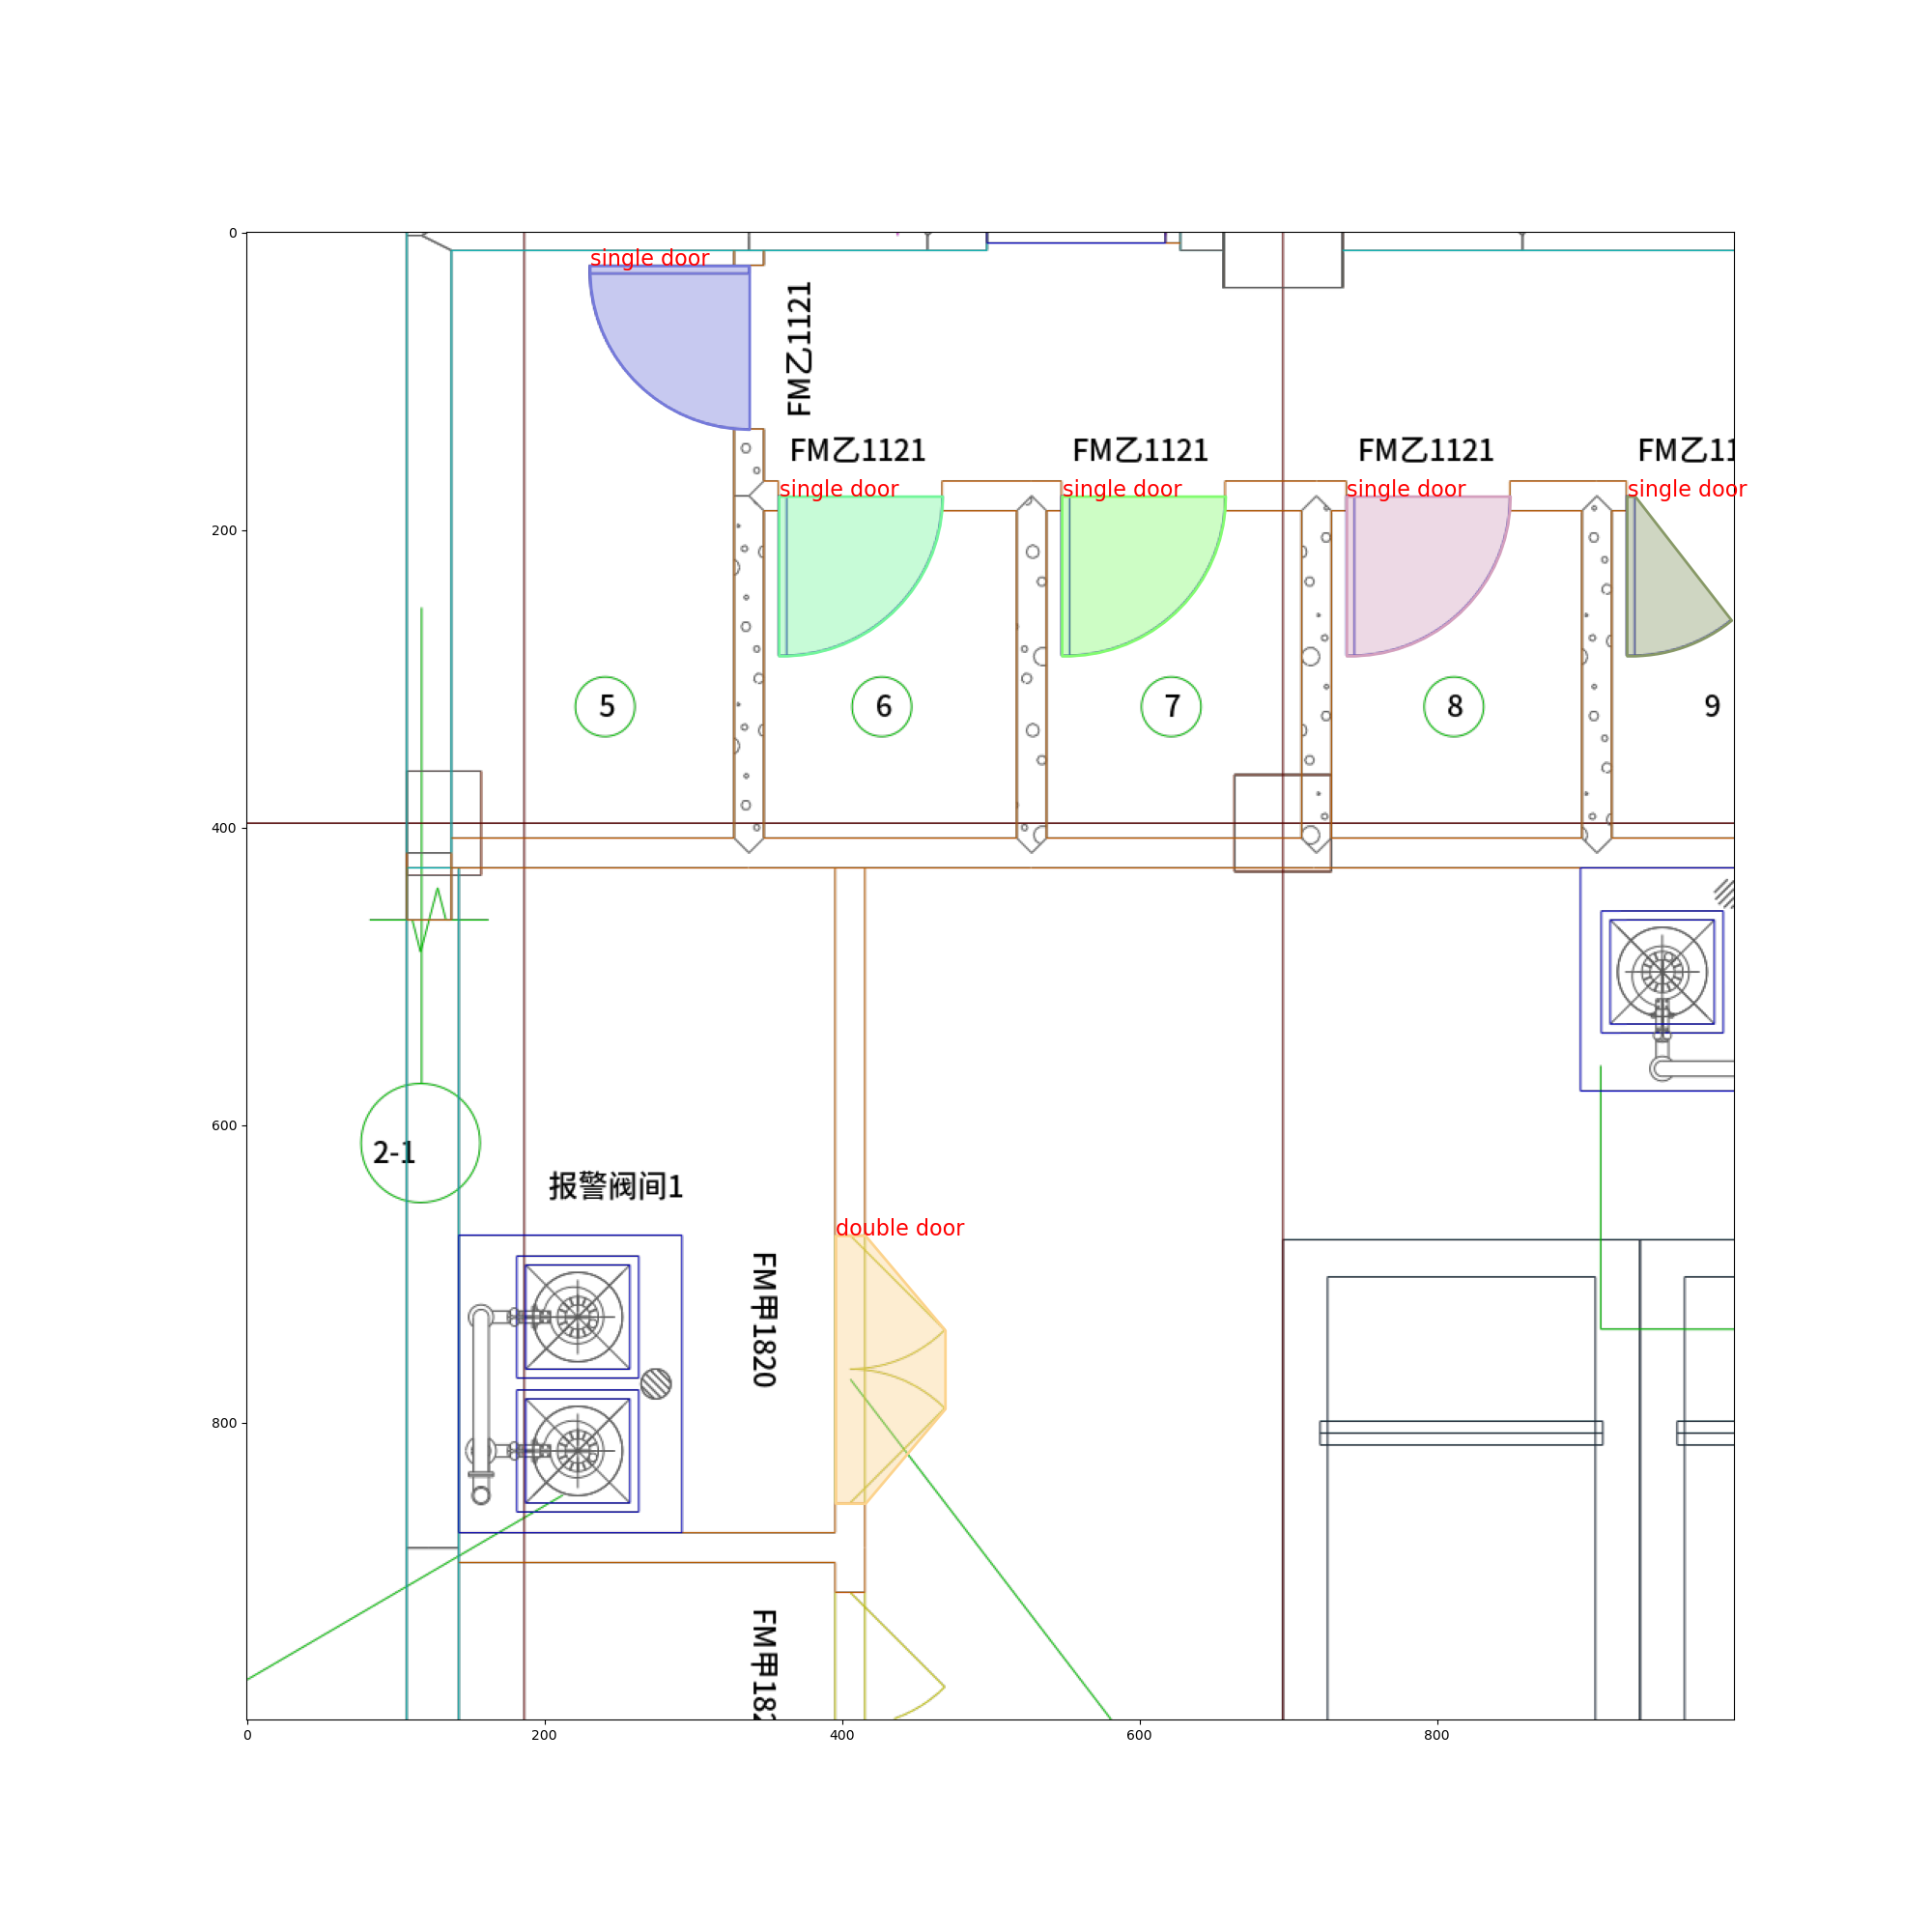 0
single door
FM乙1121
FM乙1121
FM乙1121
FM乙1121
FM乙11
single door
single door
single door
single door
200
5
6
7
8
9
400
600
2-1
报警阀间1
double door
FM甲1820
800
FM甲182
0
200
400
600
800